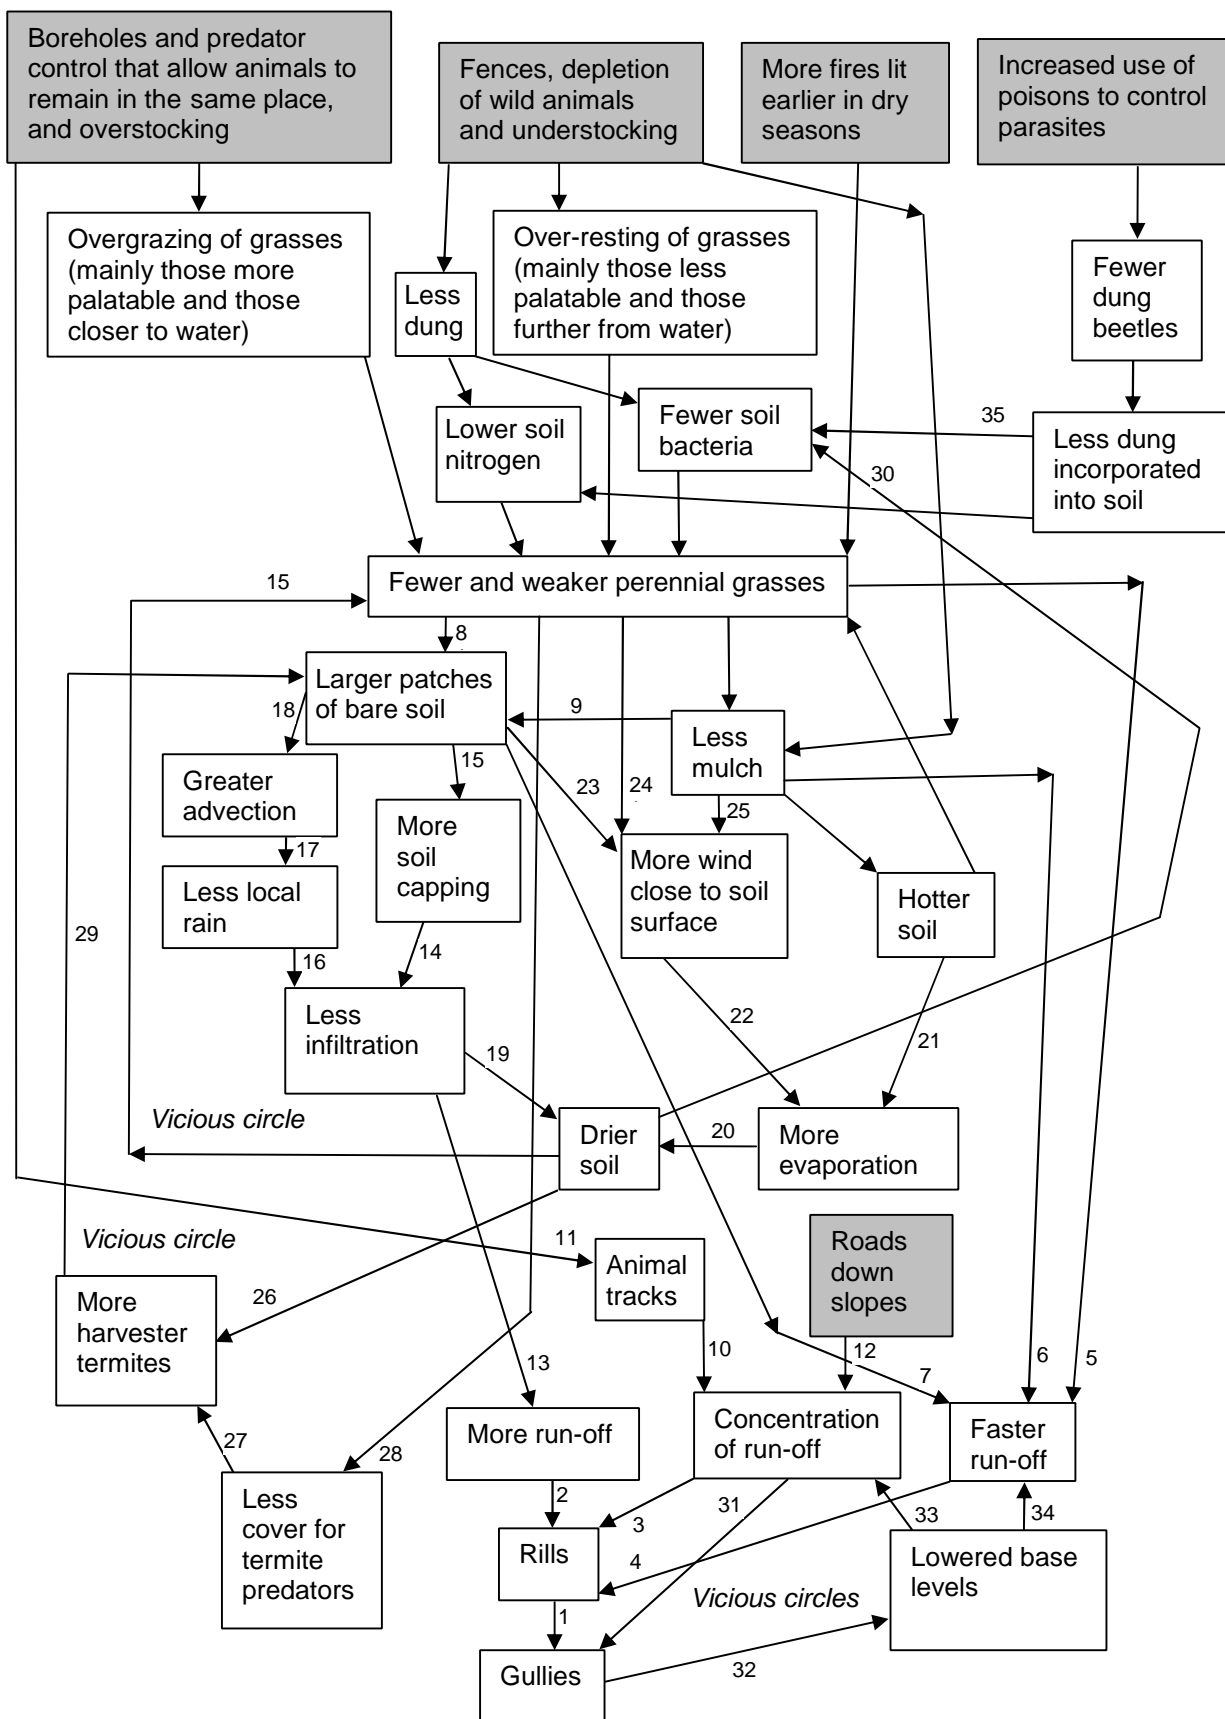 Boreholes and predator
control that allow animals to
remain in the same place,
and overstocking
Fences, depletion
of wild animals
and understocking
More fires lit
earlier in dry
seasons
Increased use of
poisons to control
parasites
Overgrazing of grasses
(mainly those more
palatable and those
closer to water)
Less
dung
Over-resting of grasses
(mainly those less
palatable and those
further from water)
Fewer
dung
beetles
Lower soil
nitrogen
Fewer soil
bacteria
35
30
Less dung
incorporated
into soil
15
Fewer and weaker perennial grasses
8
Larger patches
of bare soil
9
Less
mulch
18
15
23
24
25
Greater
advection
17
More
soil
capping
More wind
close to soil
surface
Hotter
soil
Less local
rain
29
16
14
Less
infiltration
19
22
21
Vicious circle
Drier
soil
20
More
evaporation
Vicious circle
11
Animal
tracks
Roads
down
slopes
More
harvester
termites
26
13
10
12
7
6
5
27
28
More run-off
Concentration
of run-off
Faster
run-off
Less
cover for
termite
predators
2
3
31
33
34
Rills
4
Lowered base
levels
Vicious circles
1
32
Gullies